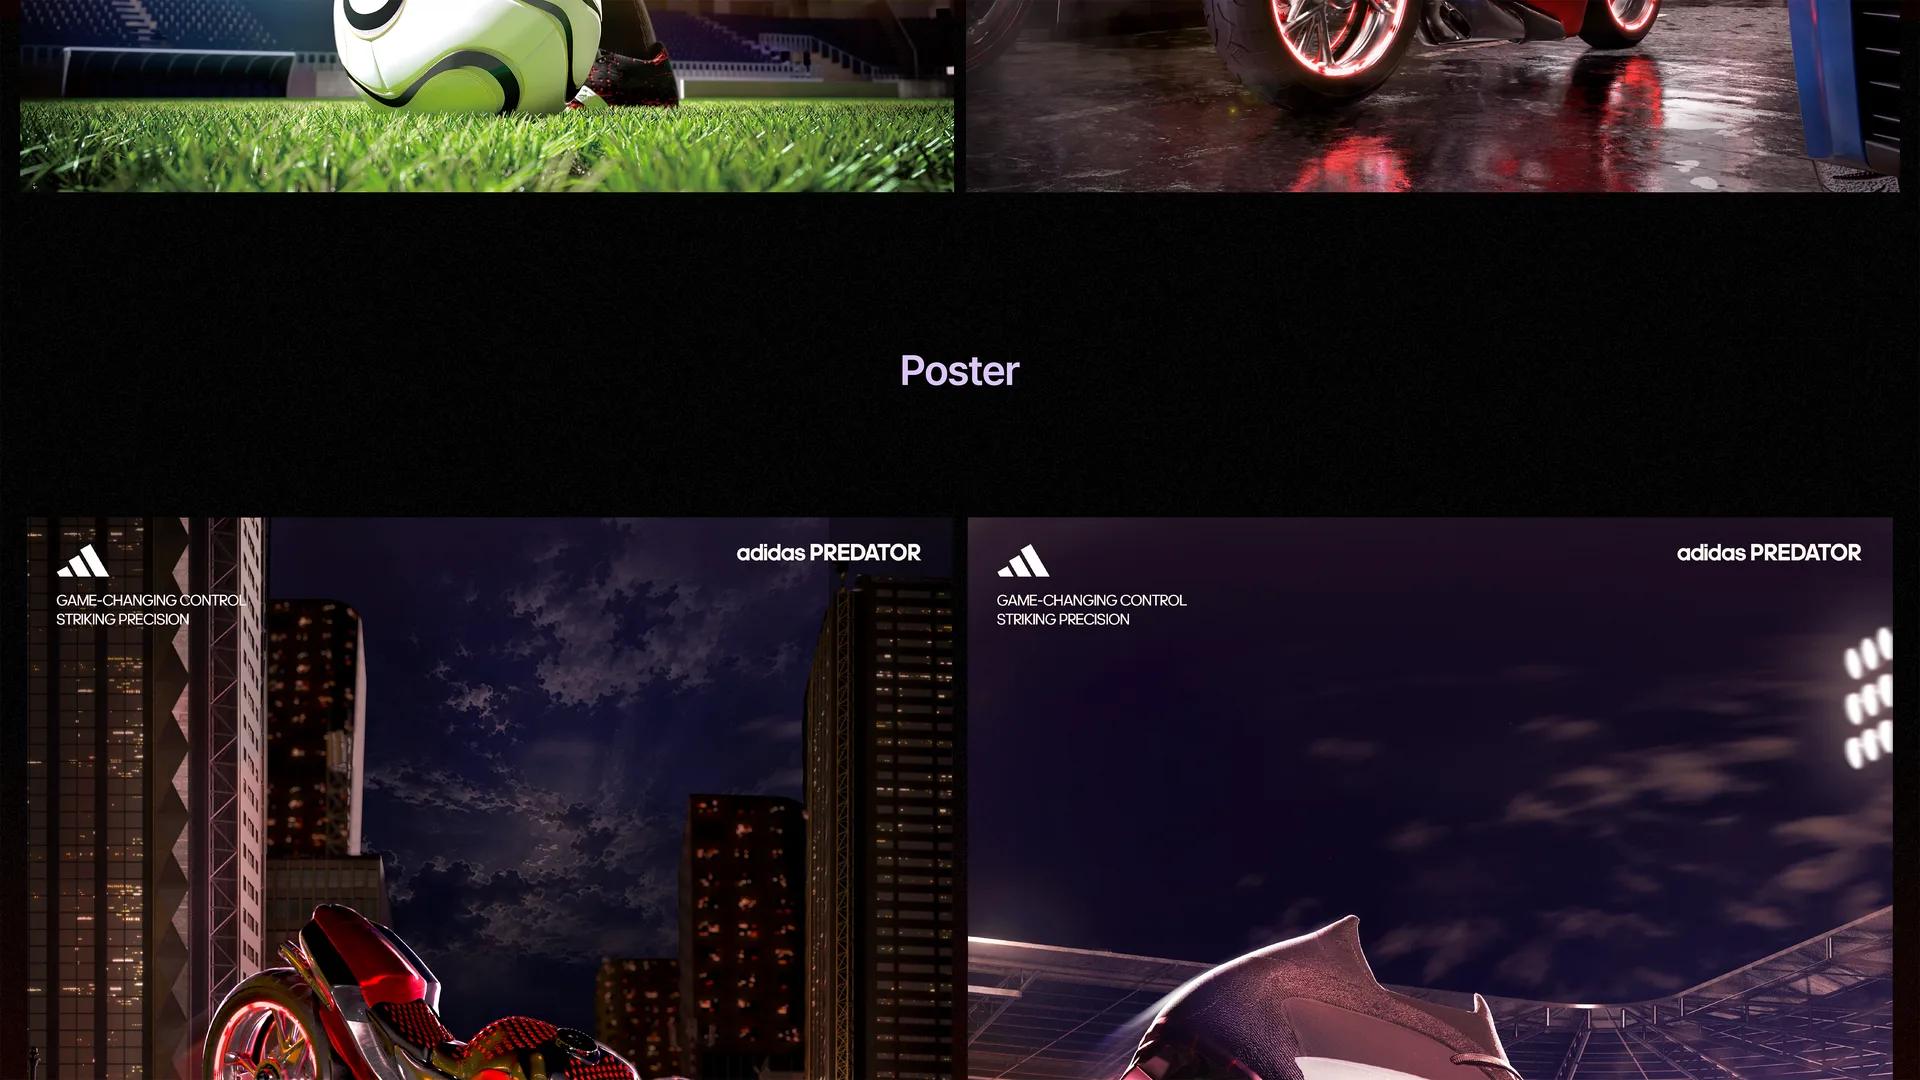 Poster
adidas PREDATOR
GAME-CHANGING CONTROL
STRIKING PRECISION
adidas PREDATOR
GAME-CHANGING CONTROL
STRIKING PRECISION